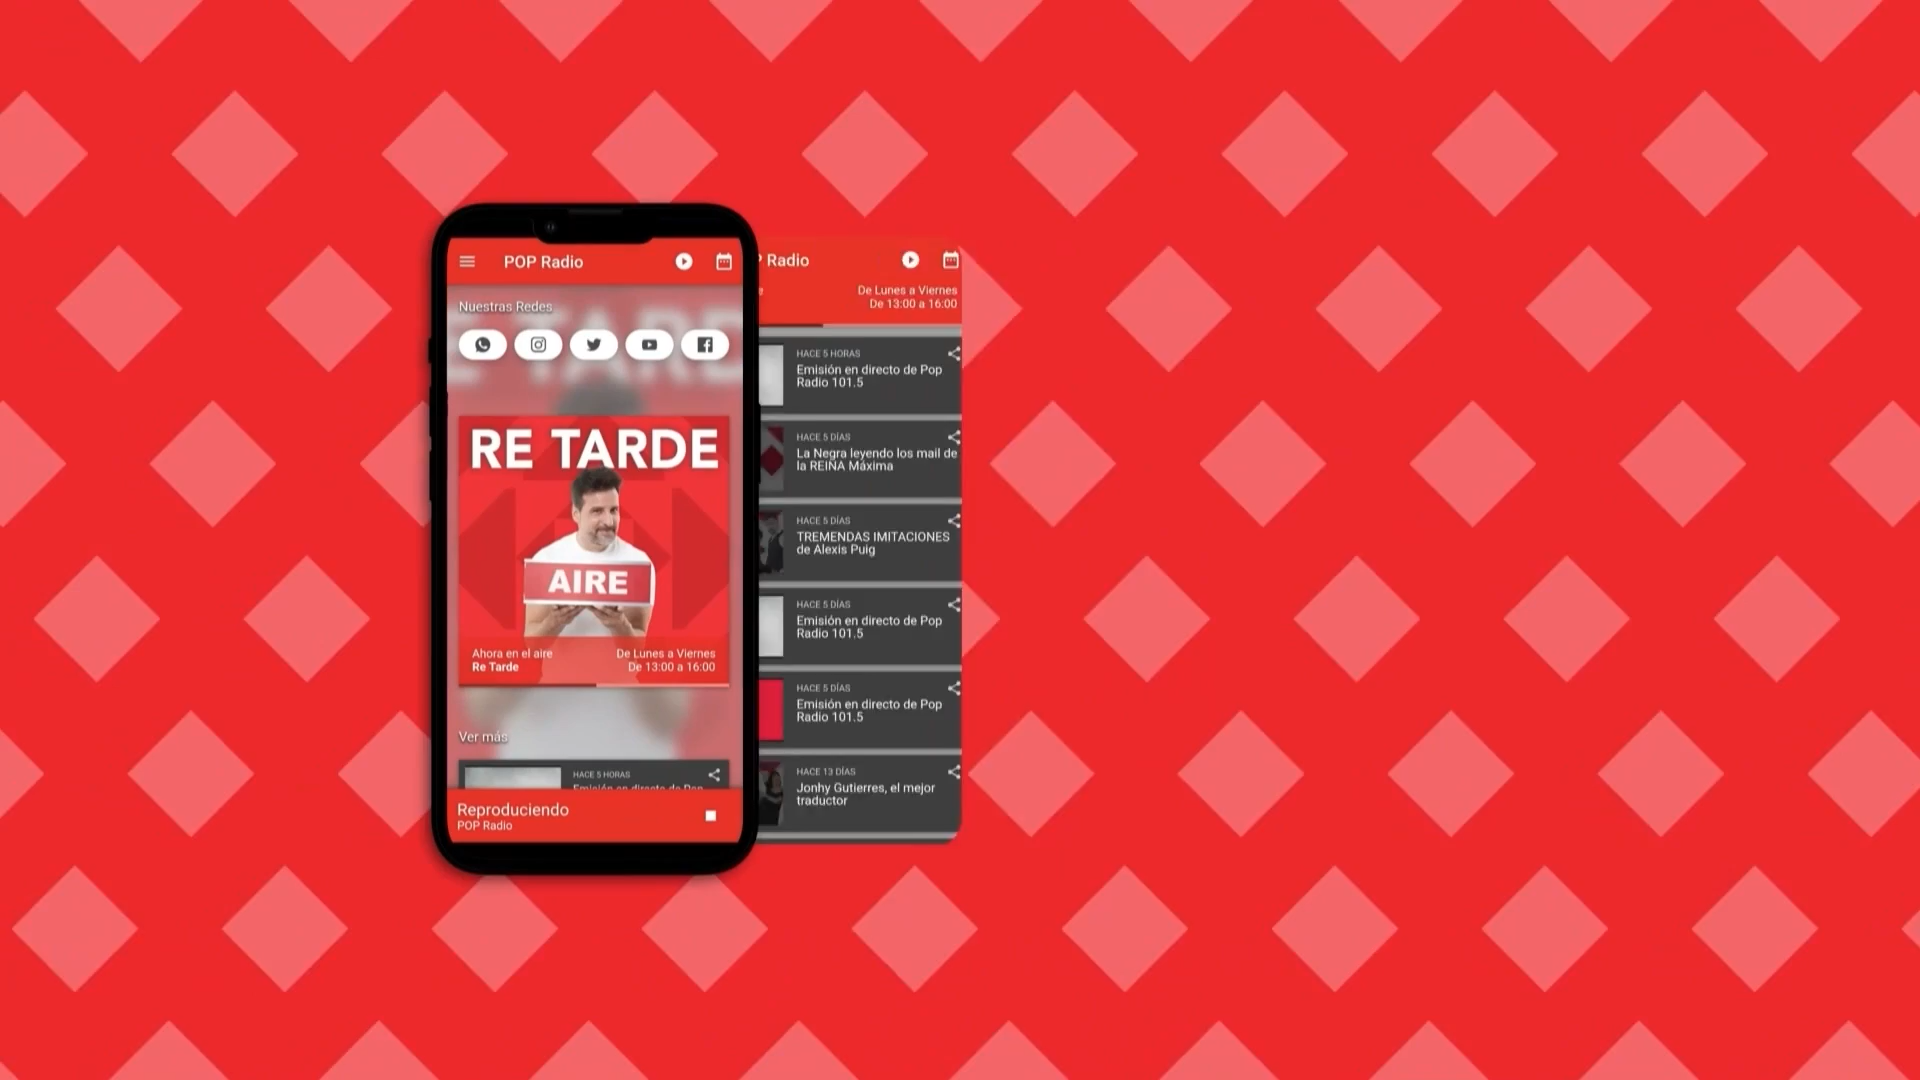 POP Radio
Nuestras Redes
RE TARDE
AIRE
Ahora en el aire
Re Tarde
De Lunes a Viernes
De 13:00 a 16:00
Ver más
HACE 5 HORAS
Emisión en directo de Pop
Reproduciendo
POP Radio
P Radio
e
De Lunes a Viernes
De 13:00 a 16:00
HACE 5 HORAS
Emisión en directo de Pop
Radio 101.5
HACE 5 DÍAS
La Negra leyendo los mail de
la REINA Máxima
HACE 5 DÍAS
TREMENDAS IMITACIONES
de Alexis Puig
HACE 5 DÍAS
Emisión en directo de Pop
Radio 101.5
HACE 5 DÍAS
Emisión en directo de Pop
Radio 101.5
HACE 13 DÍAS
Jonhy Gutierres, el mejor
traductor